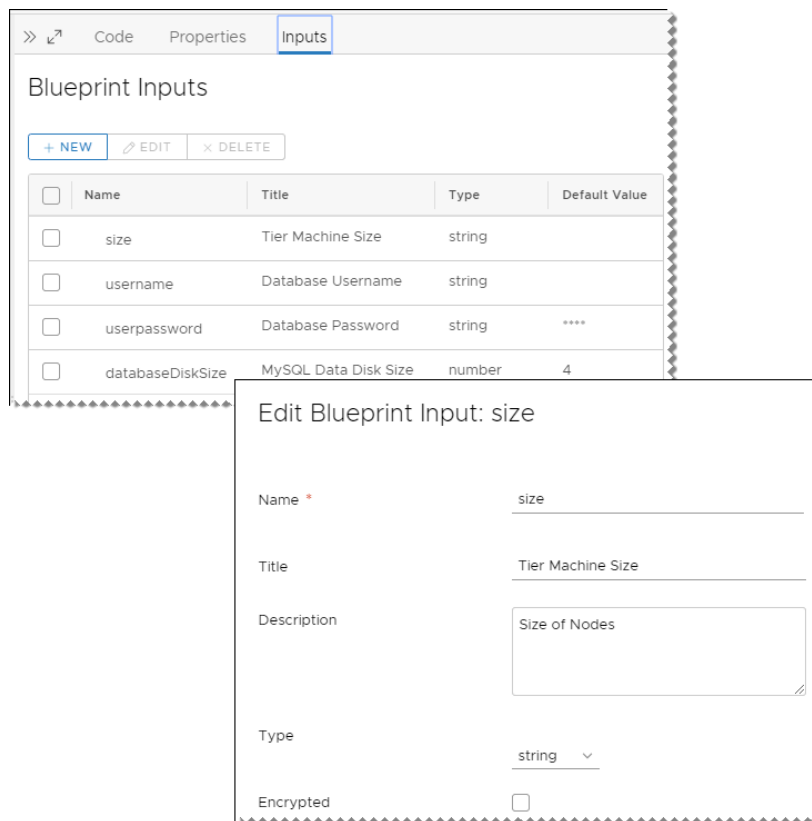 Code Properties Inputs
Blueprint Inputs
+ NEW EDIT × DELETE
Name Title Type Default Value
size Tier Machine Size string
username Database Username string
userpassword Database Password string ****
databaseDiskSize MySQL Data Disk Size number 4
Edit Blueprint Input: size
Name * size
Title Tier Machine Size
Description Size of Nodes
Type string
Encrypted